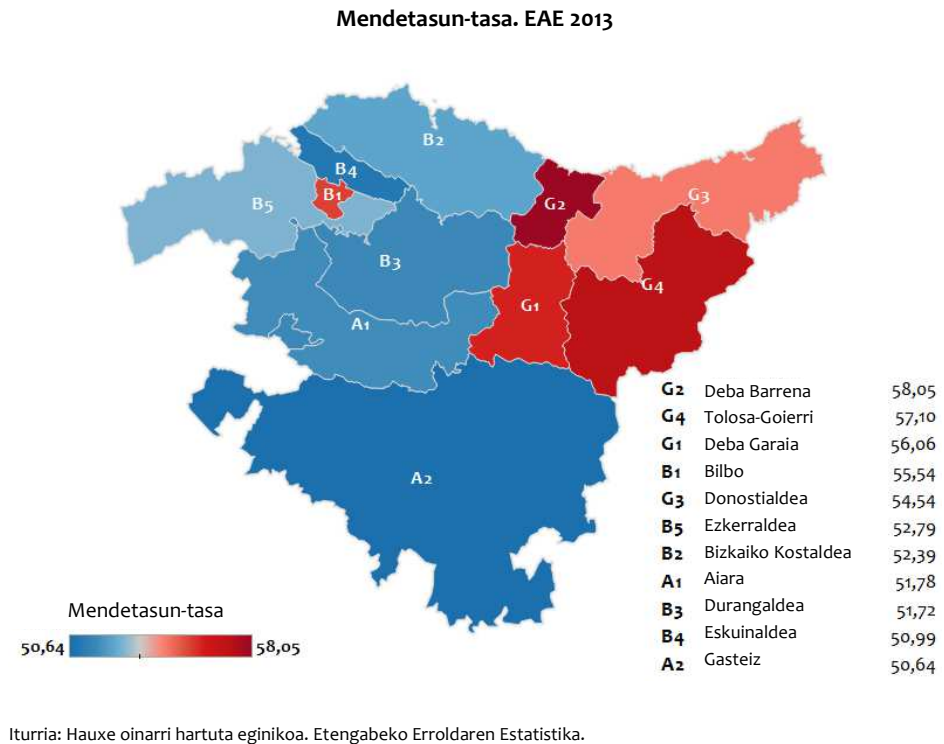 Mendetasun-tasa. EAE 2013
B2
B4
B1
B5
G2
G3
B3
G4
G1
A1
A2
G2 Deba Barrena 58,05
G4 Tolosa-Goierri 57,10
G1 Deba Garaia 56,06
B1 Bilbo 55,54
G3 Donostialdea 54,54
B5 Ezkerraldea 52,79
B2 Bizkaiko Kostaldea 52,39
A1 Aiara 51,78
B3 Durangaldea 51,72
B4 Eskuinaldea 50,99
A2 Gasteiz 50,64
Mendetasun-tasa
50,64 58,05
Iturria: Hauxe oinarri hartuta eginikoa. Etengabeko Erroldaren Estatistika.